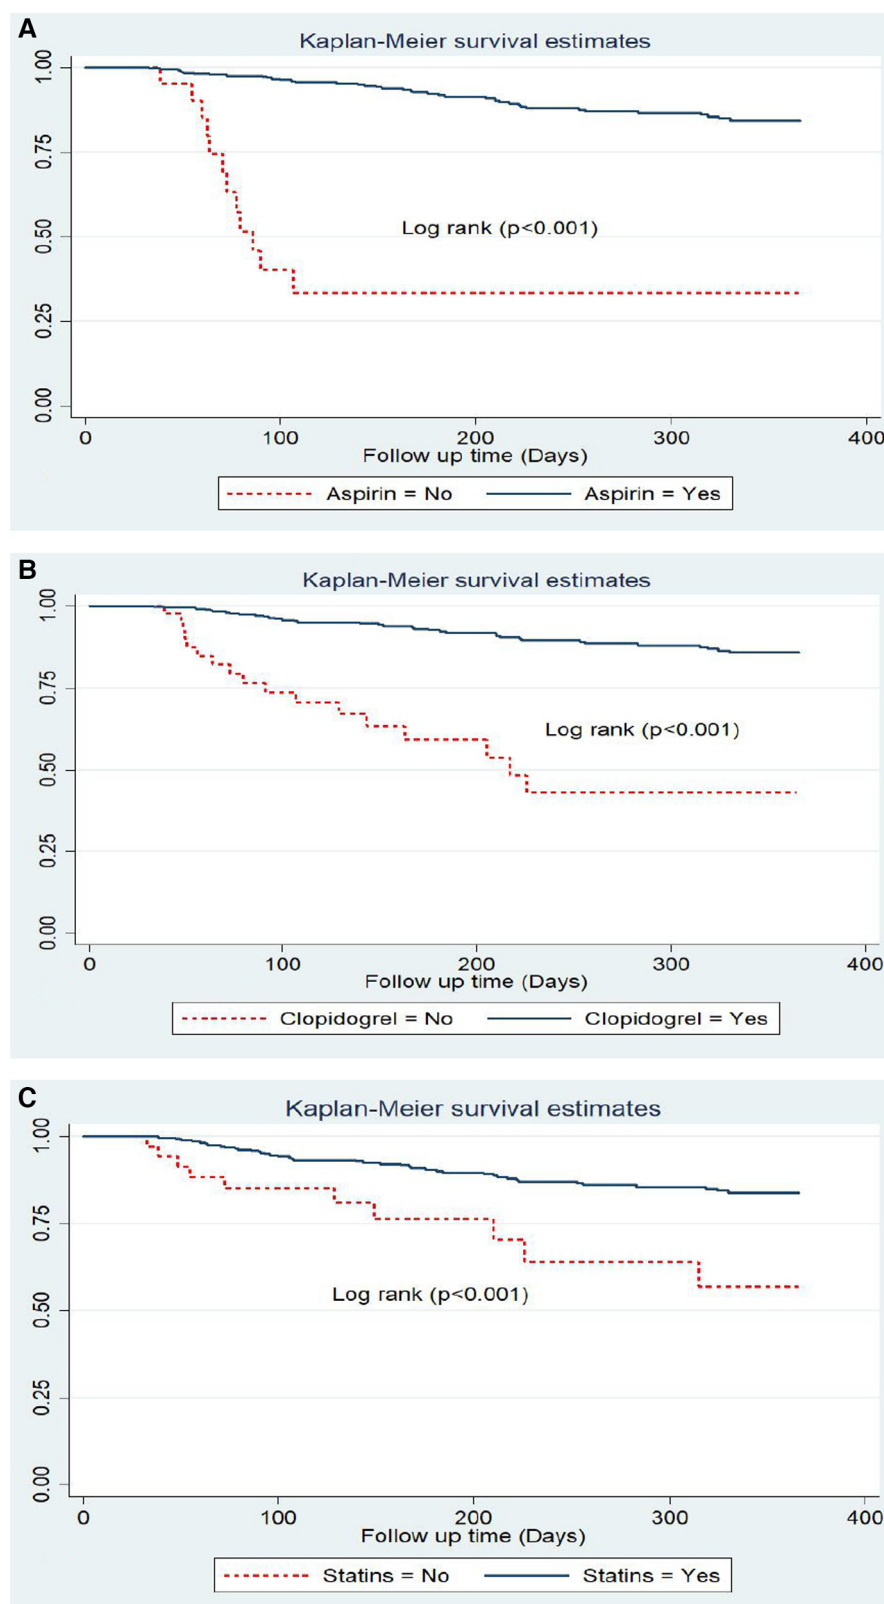 A
Kaplan-Meier survival estimates
1.00
0.75
0.50
0.25
0.00
Log rank (p<0.001)
0 100 200 300 400
Follow up time (Days)
Aspirin = No Aspirin = Yes
B
Kaplan-Meier survival estimates
1.00
0.75
0.50
0.25
0.00
Log rank (p<0.001)
0 100 200 300 400
Follow up time (Days)
Clopidogrel = No Clopidogrel = Yes
C
Kaplan-Meier survival estimates
1.00
0.75
0.50
0.25
0.00
Log rank (p<0.001)
0 100 200 300 400
Follow up time (Days)
Statins = No Statins = Yes